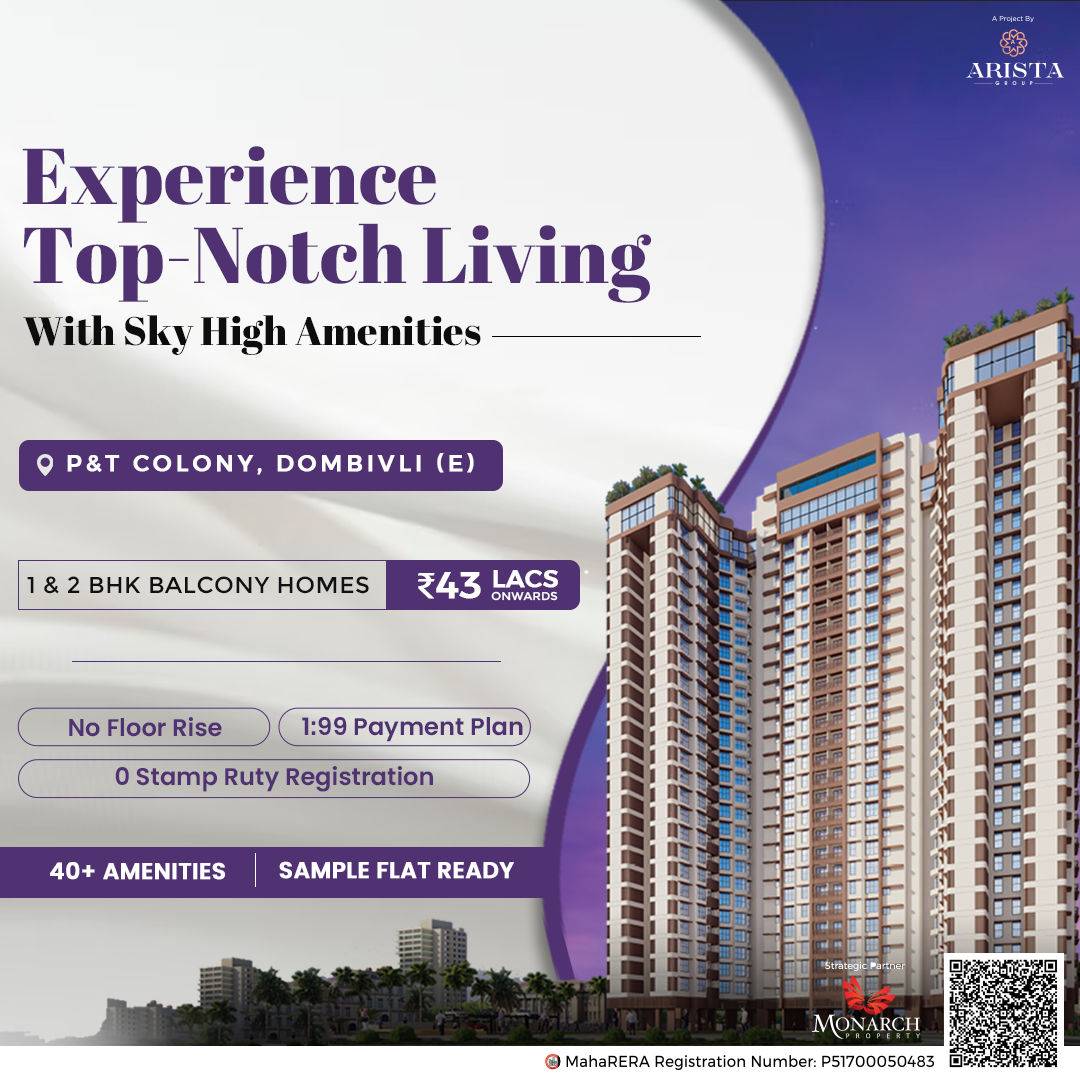 A Project By
ARISTA
GROUP
Experience
Top-Notch Living
With Sky High Amenities
P&T COLONY, DOMBIVLI (E)
1 & 2 BHK BALCONY HOMES
₹43 LACS
ONWARDS
No Floor Rise
1:99 Payment Plan
0 Stamp Ruty Registration
40+ AMENITIES
SAMPLE FLAT READY
Strategic Partner
MONARCH
PROPERTY
MahaRERA Registration Number: P51700050483